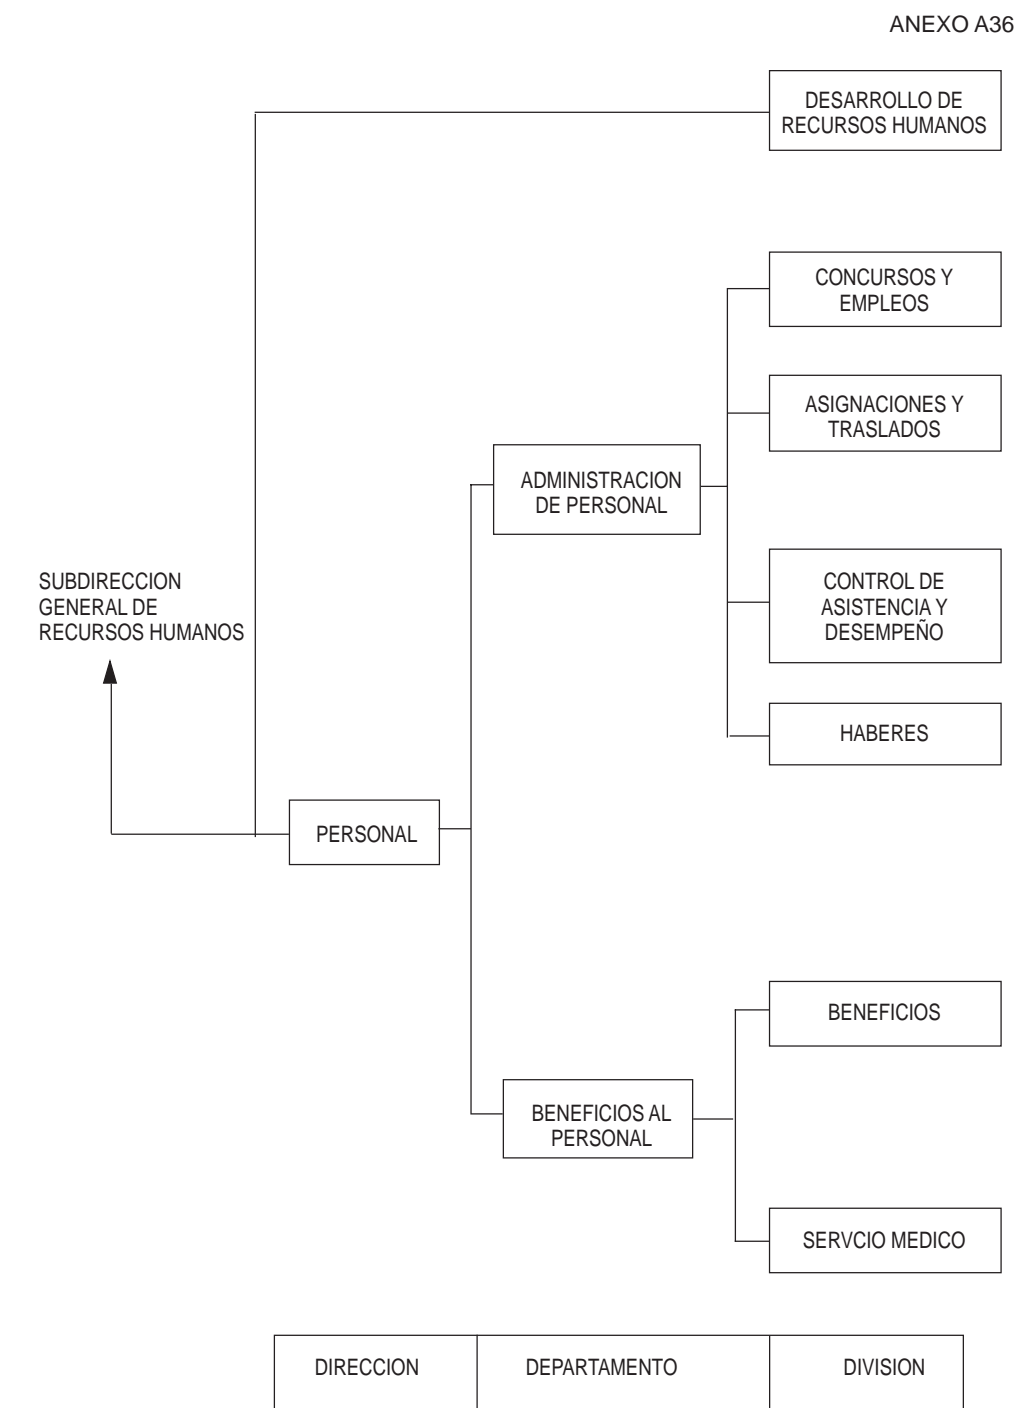 ANEXO A36
DESARROLLO DE
RECURSOS HUMANOS
CONCURSOS Y
EMPLEOS
ASIGNACIONES Y
TRASLADOS
ADMINISTRACION
DE PERSONAL
CONTROL DE
ASISTENCIA Y
DESEMPEÑO
SUBDIRECCION
GENERAL DE
RECURSOS HUMANOS
HABERES
PERSONAL
BENEFICIOS
BENEFICIOS AL
PERSONAL
SERVCIO MEDICO
DIRECCION DEPARTAMENTO DIVISION